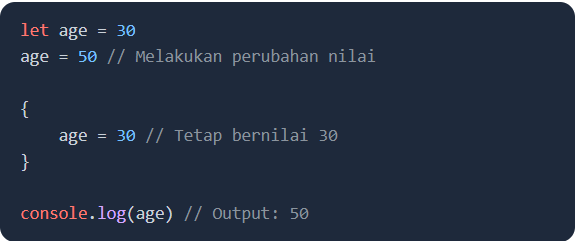 let age = 30
age = 50 // Melakukan perubahan nilai
{
age = 30 // Tetap bernilai 30
}
console.log(age) // Output: 50